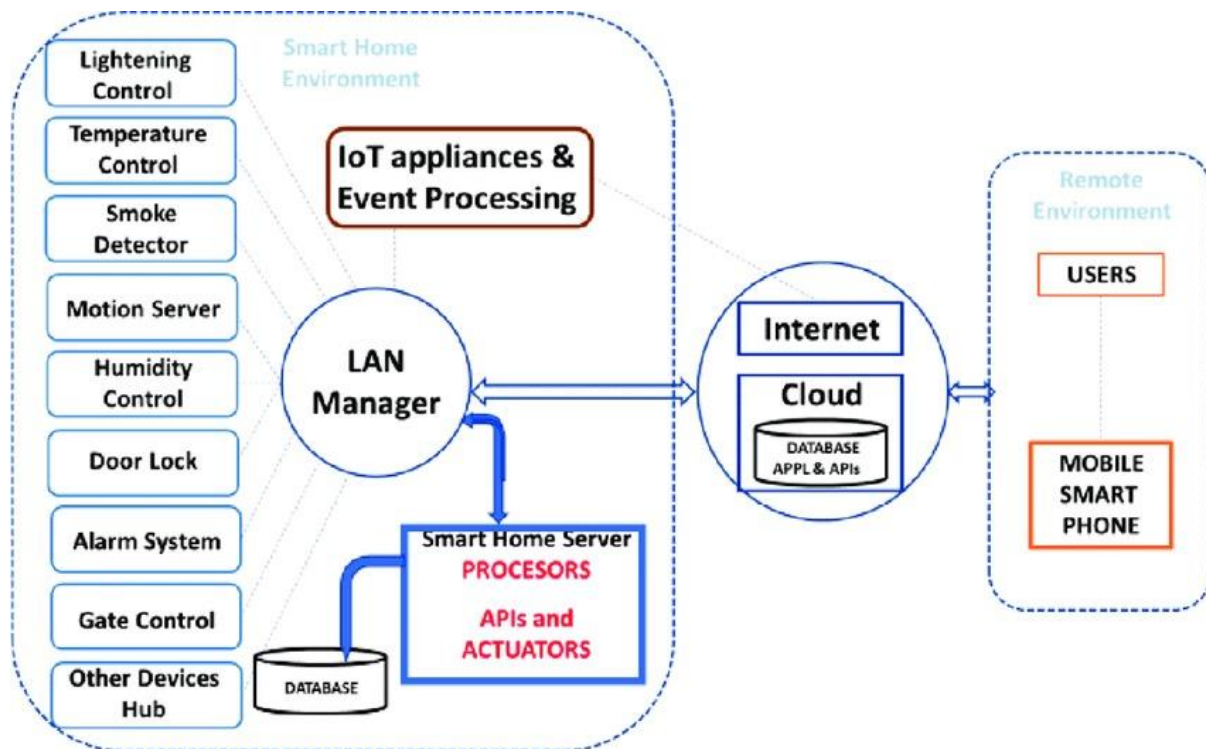 Smart Home
Environment
Lightening
Control
Temperature
Control
Smoke
Detector
Motion Server
Humidity
Control
Door Lock
Alarm System
Gate Control
Other Devices
Hub
IoT appliances &
Event Processing
LAN
Manager
Smart Home Server
PROCESORS
APIs and
ACTUATORS
DATABASE
Internet
Cloud
DATABASE
APPL & APIs
Remote
Environment
USERS
MOBILE
SMART
PHONE